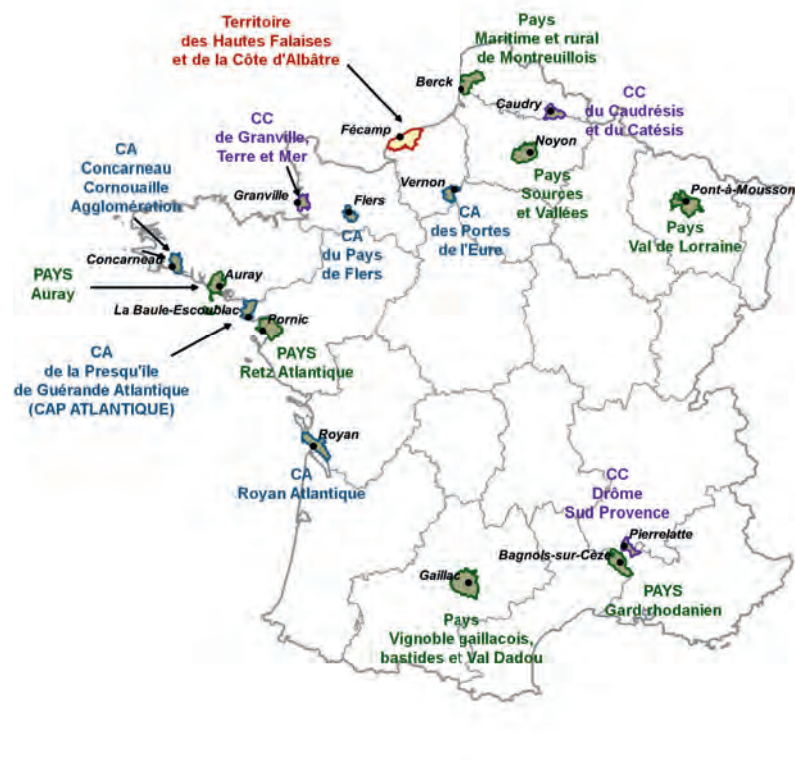 Territoire
des Hautes Falaises
et de la Côte d'Albâtre
Pays
Maritime et rural
de Montreuillois
Berck
Caudry
CC
du Caudrésis
et du Catésis
CC
de Granville,
Terre et Mer
Fécamp
Noyon
CA
Concarneau
Cornouaille
Agglomération
Granville
Flers
Vernon
Pays
Sources
et Vallées
Pont-à-Mousson
CA
du Pays
de Flers
CA
des Portes
de l'Eure
Pays
Val de Lorraine
Concarneau
PAYS
Auray
Auray
La Baule-Escoublac
Pornic
CA
de la Presqu'île
de Guérande Atlantique
(CAP ATLANTIQUE)
PAYS
Retz Atlantique
Royan
CA
Royan Atlantique
CC
Drôme
Sud Provence
Pierrelatte
Bagnols-sur-Cèze
Gaillac
PAYS
Gard rhodanien
Pays
Vignoble gaillacois,
bastides et Val Dadou